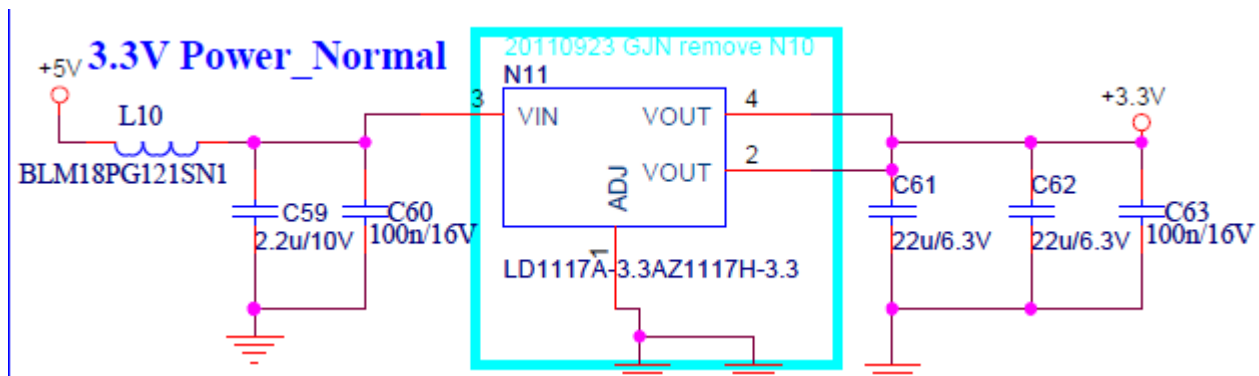 20110923 GJN remove N10
3.3V Power_Normal
+5V
N11
+3.3V
3
VIN
VOUT
4
L10
BLM18PG121SN1
VOUT
2
ADJ
C59
2.2u/10V
C60
100n/16V
C61
22u/6.3V
C62
22u/6.3V
C63
100n/16V
1
LD1117A-3.3AZ1117H-3.3